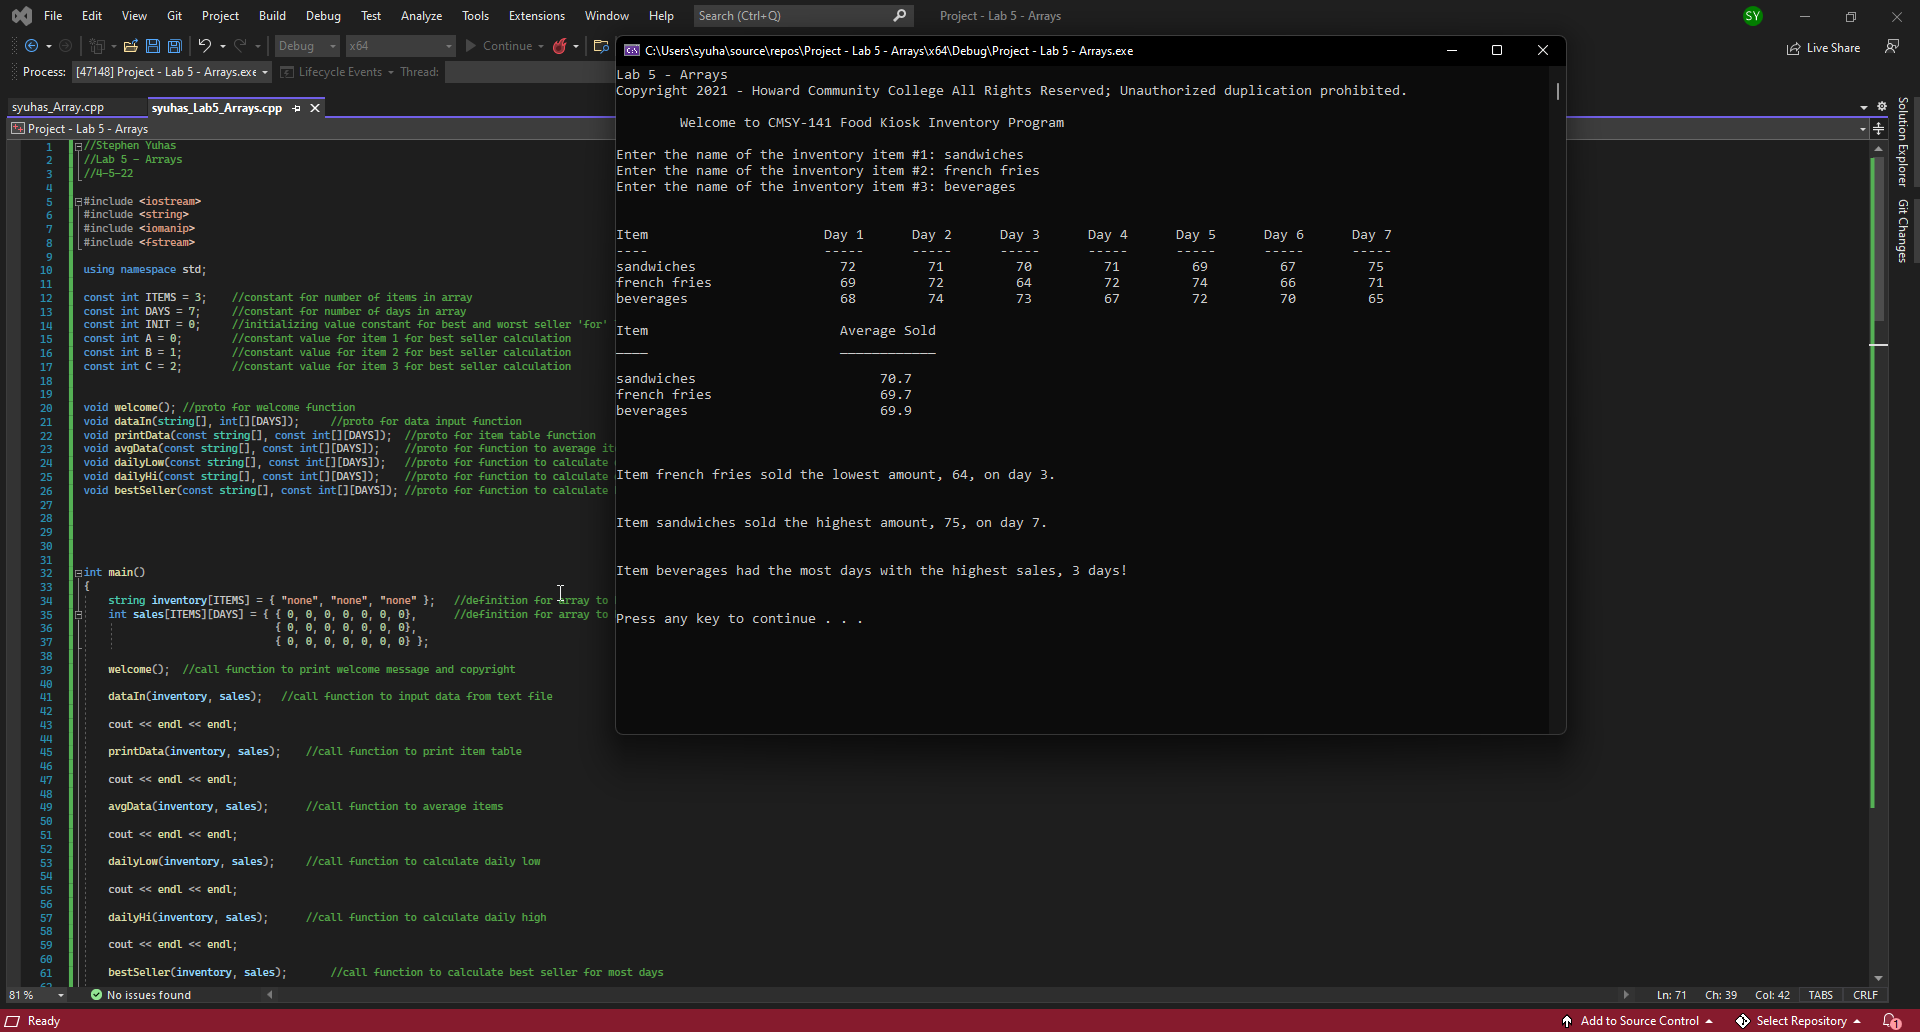 File Edit View Git Project Build Debug Test Analyze Tools Extensions Window Help Search (Ctrl+Q) Project - Lab 5 - Arrays SY
Debug x64 Continue Live Share
Process: [47148] Project - Lab 5 - Arrays.exe Lifecycle Events Thread:
syuhas_Array.cpp syuhas_Lab5_Arrays.cpp
Project - Lab 5 - Arrays
1 //Stephen Yuhas
2 //Lab 5 - Arrays
3 //4-5-22
4
5 #include <iostream>
6 #include <string>
7 #include <iomanip>
8 #include <fstream>
9
10 using namespace std;
11
12 const int ITEMS = 3; //constant for number of items in array
13 const int DAYS = 7; //constant for number of days in array
14 const int INIT = 0; //initializing value constant for best and worst seller 'for'
15 const int A = 0; //constant value for item 1 for best seller calculation
16 const int B = 1; //constant value for item 2 for best seller calculation
17 const int C = 2; //constant value for item 3 for best seller calculation
18
19
20 void welcome(); //proto for welcome function
21 void dataIn(string[], int[][DAYS]); //proto for data input function
22 void printData(const string[], const int[][DAYS]); //proto for item table function
23 void avgData(const string[], const int[][DAYS]); //proto for function to average it
24 void dailyLow(const string[], const int[][DAYS]); //proto for function to calculate
25 void dailyHi(const string[], const int[][DAYS]); //proto for function to calculate
26 void bestSeller(const string[], const int[][DAYS]); //proto for function to calculate
27
28
29
30
31
32 int main()
33 {
34 string inventory[ITEMS] = { "none", "none", "none" }; //definition for array to
35 int sales[ITEMS][DAYS] = { { 0, 0, 0, 0, 0, 0, 0}, //definition for array to
36 { 0, 0, 0, 0, 0, 0, 0},
37 { 0, 0, 0, 0, 0, 0, 0} };
38
39 welcome(); //call function to print welcome message and copyright
40
41 dataIn(inventory, sales); //call function to input data from text file
42
43 cout << endl << endl;
44
45 printData(inventory, sales); //call function to print item table
46
47 cout << endl << endl;
48
49 avgData(inventory, sales); //call function to average items
50
51 cout << endl << endl;
52
53 dailyLow(inventory, sales); //call function to calculate daily low
54
55 cout << endl << endl;
56
57 dailyHi(inventory, sales); //call function to calculate daily high
58
59 cout << endl << endl;
60
61 bestSeller(inventory, sales); //call function to calculate best seller for most days
C:\Users\syuha\source\repos\Project - Lab 5 - Arrays\x64\Debug\Project - Lab 5 - Arrays.exe
Lab 5 - Arrays
Copyright 2021 - Howard Community College All Rights Reserved; Unauthorized duplication prohibited.
Welcome to CMSY-141 Food Kiosk Inventory Program
Enter the name of the inventory item #1: sandwiches
Enter the name of the inventory item #2: french fries
Enter the name of the inventory item #3: beverages
Item Day 1 Day 2 Day 3 Day 4 Day 5 Day 6 Day 7
---- ----- ----- ----- ----- ----- ----- -----
sandwiches 72 71 70 71 69 67 75
french fries 69 72 64 72 74 66 71
beverages 68 74 73 67 72 70 65
Item Average Sold
____ ____________
sandwiches 70.7
french fries 69.7
beverages 69.9
Item french fries sold the lowest amount, 64, on day 3.
Item sandwiches sold the highest amount, 75, on day 7.
Item beverages had the most days with the highest sales, 3 days!
Press any key to continue . . .
Solution Explorer
Git Changes
81 % No issues found Ln: 71 Ch: 39 Col: 42 TABS CRLF
Ready Add to Source Control Select Repository 1